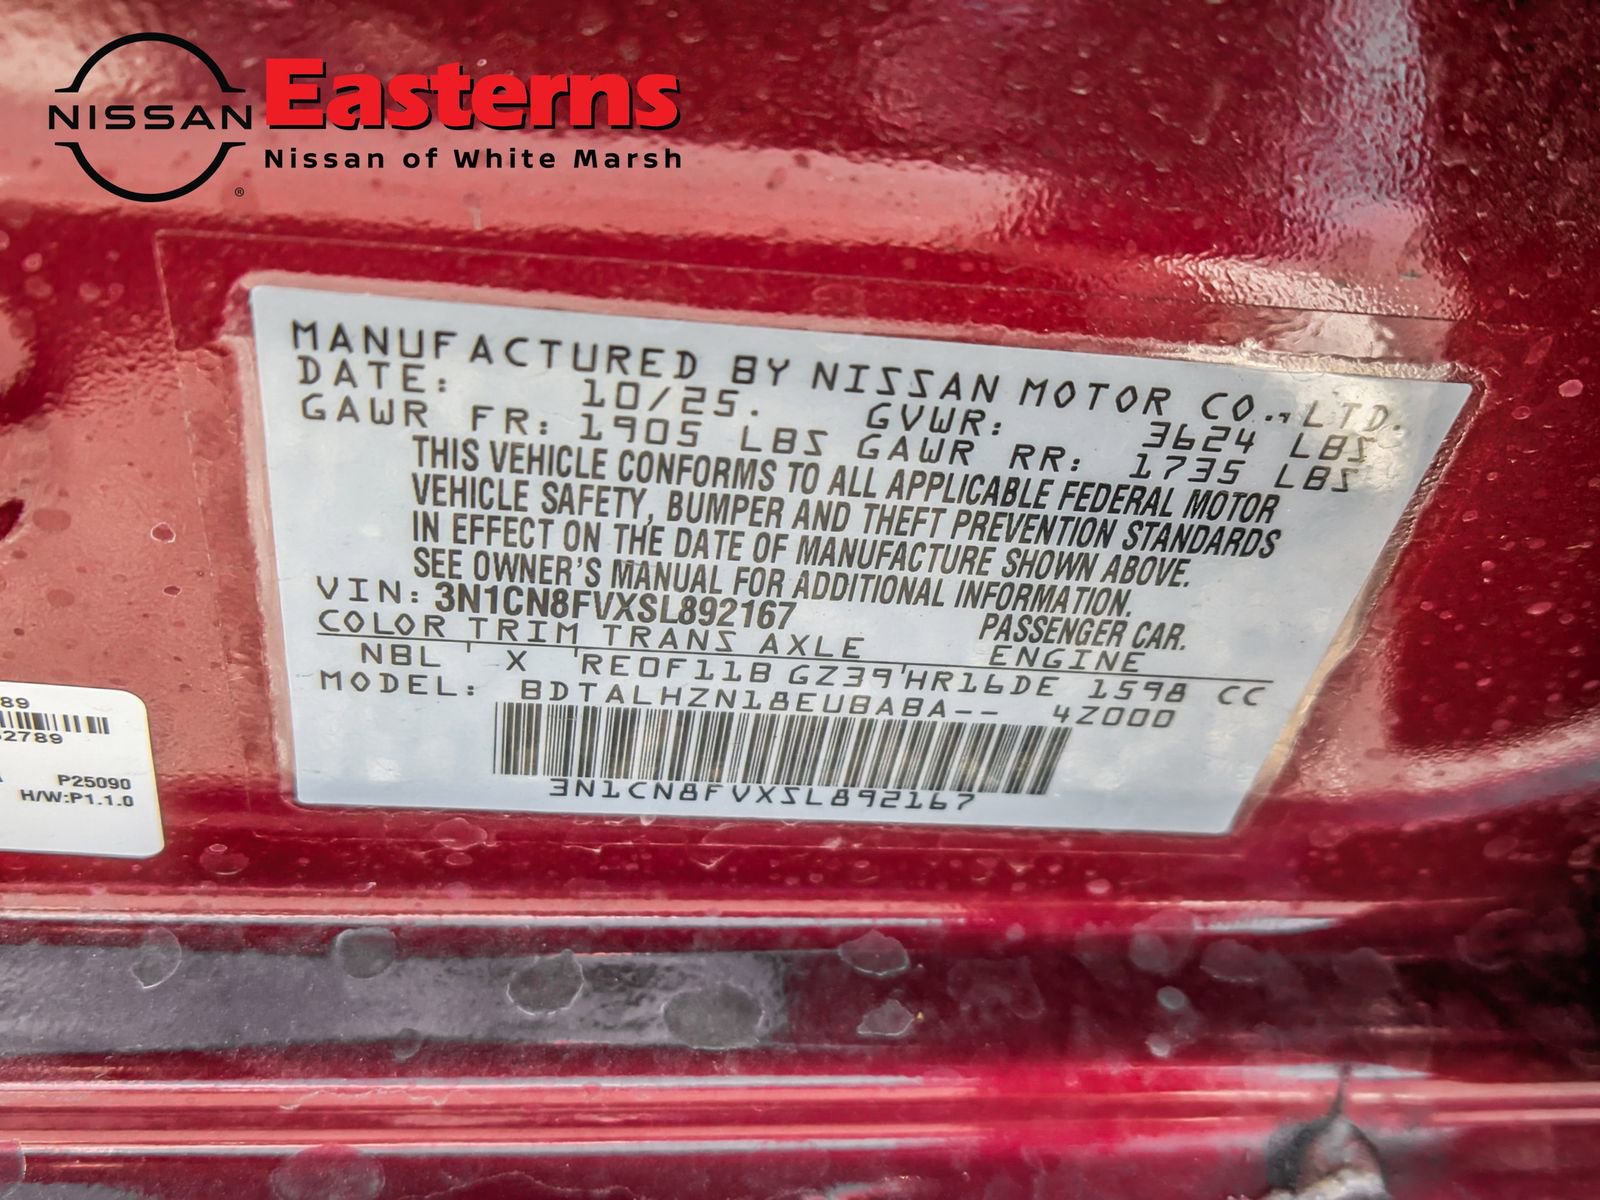 NISSAN
®
Easterns
Nissan of White Marsh
MANUFACTURED BY NISSAN MOTOR CO., LTD.
DATE: 10/25. GVWR: 3624 LBS
GAWR FR: 1905 LBS GAWR RR: 1735 LBS
THIS VEHICLE CONFORMS TO ALL APPLICABLE FEDERAL MOTOR
VEHICLE SAFETY, BUMPER AND THEFT PREVENTION STANDARDS
IN EFFECT ON THE DATE OF MANUFACTURE SHOWN ABOVE.
SEE OWNER'S MANUAL FOR ADDITIONAL INFORMATION.
VIN: 3N1CN8FVXSL892167 PASSENGER CAR.
COLOR TRIM TRANS AXLE ENGINE
NBL X RE0F11B GZ39 HR16DE 1598 CC
MODEL: BDTALHZN18EUBABA-- 4Z000
3N1CN8FVXSL892167
89
2789
P25090
H/W:P1.1.0